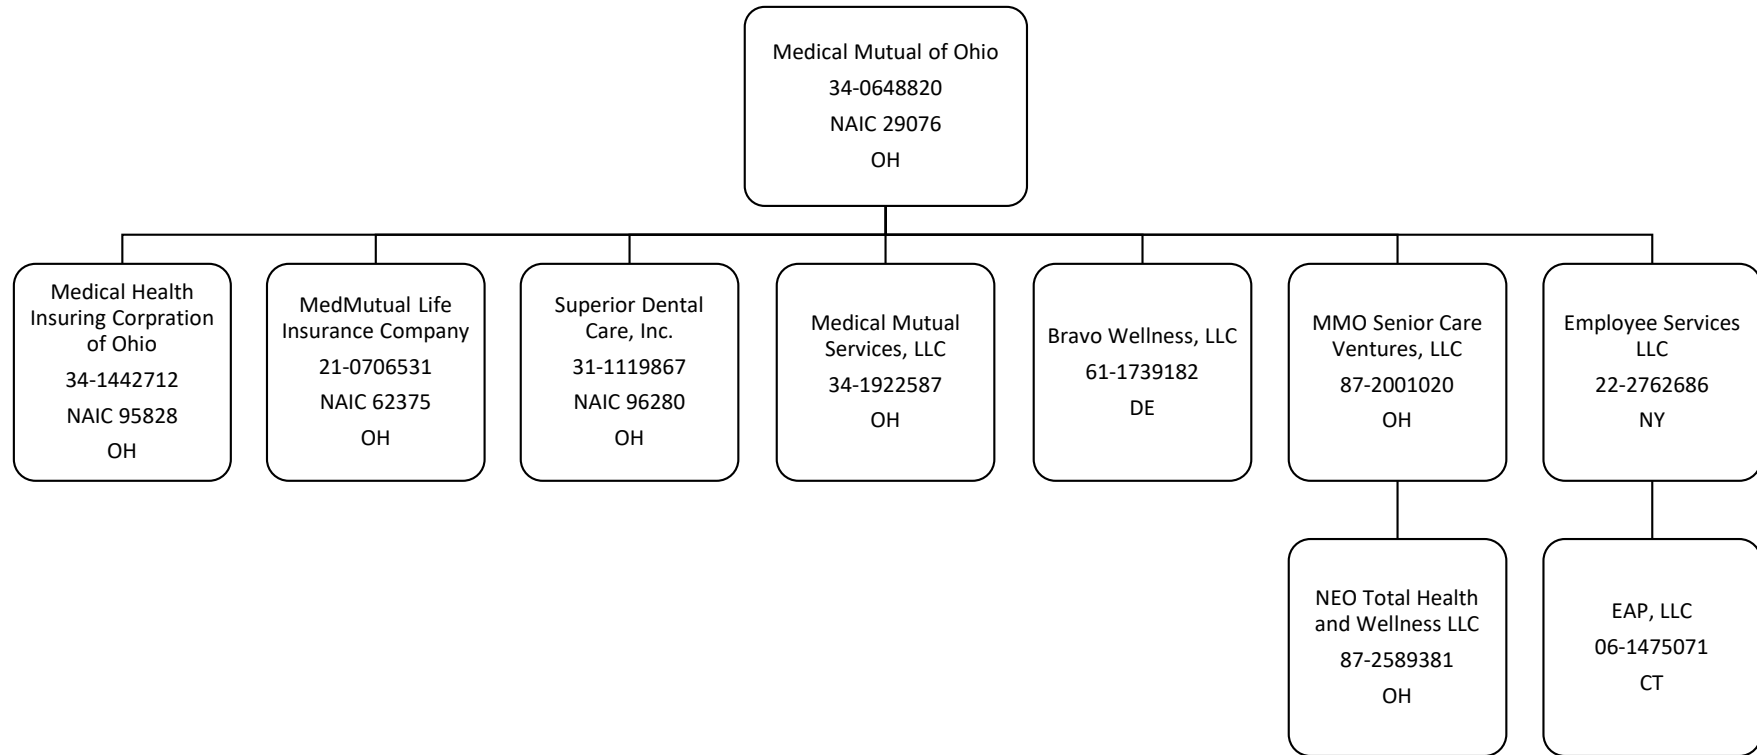 Medical Mutual of Ohio
34-0648820
NAIC 29076
OH
Medical Health
Insuring Corpration
of Ohio
34-1442712
NAIC 95828
OH
MedMutual Life
Insurance Company
21-0706531
NAIC 62375
OH
Superior Dental
Care, Inc.
31-1119867
NAIC 96280
OH
Medical Mutual
Services, LLC
34-1922587
OH
Bravo Wellness, LLC
61-1739182
DE
MMO Senior Care
Ventures, LLC
87-2001020
OH
Employee Services
LLC
22-2762686
NY
NEO Total Health
and Wellness LLC
87-2589381
OH
EAP, LLC
06-1475071
CT